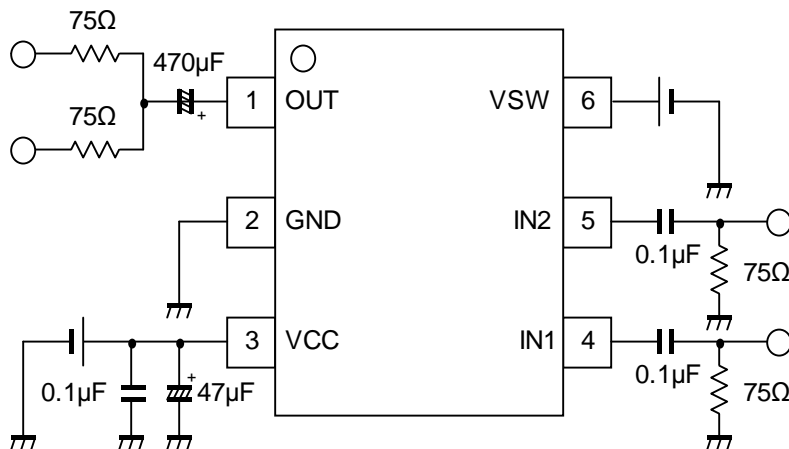 75Ω
470µF
75Ω
+
1 OUT
VSW 6
2 GND
IN2 5
0.1µF
75Ω
3 VCC
IN1 4
0.1µF
+
47µF
0.1µF
75Ω